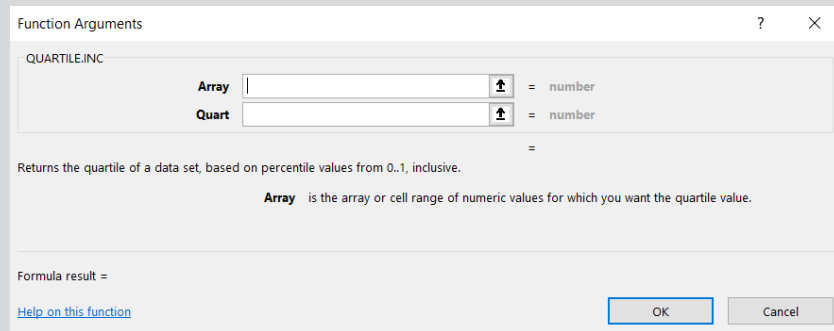 Function Arguments ? ×
QUARTILE.INC
Array = number
Quart = number
=
Returns the quartile of a data set, based on percentile values from 0..1, inclusive.
Array is the array or cell range of numeric values for which you want the quartile value.
Formula result =
Help on this function
OK Cancel